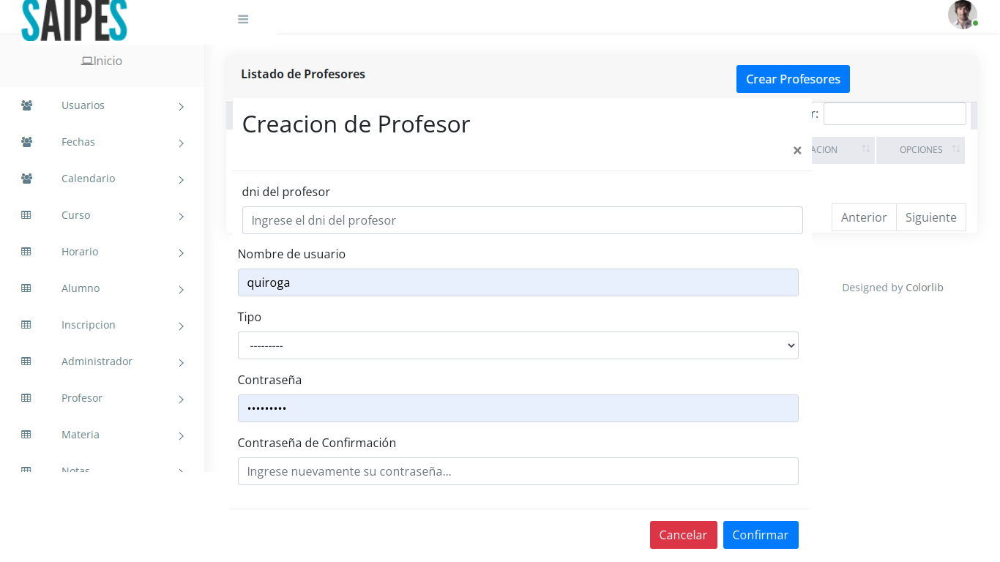 SAIPES
Inicio
Usuarios
Fechas
Calendario
Curso
Horario
Alumno
Inscripcion
Administrador
Profesor
Materia
Notas
Listado de Profesores
Crear Profesores
r:
ACION
OPCIONES
Anterior
Siguiente
Designed by Colorlib
Creacion de Profesor
×
dni del profesor
Ingrese el dni del profesor
Nombre de usuario
quiroga
Tipo
---------
Contraseña
•••••••••
Contraseña de Confirmación
Ingrese nuevamente su contraseña...
Cancelar
Confirmar